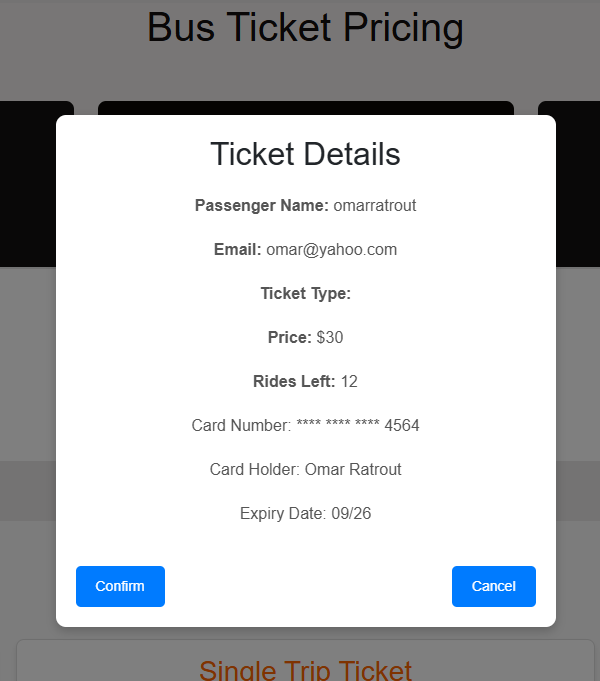 Bus Ticket Pricing
Ticket Details
Passenger Name: omarratrout
Email: omar@yahoo.com
Ticket Type:
Price: $30
Rides Left: 12
Card Number: **** **** **** 4564
Card Holder: Omar Ratrout
Expiry Date: 09/26
Confirm
Cancel
Single Trip Ticket